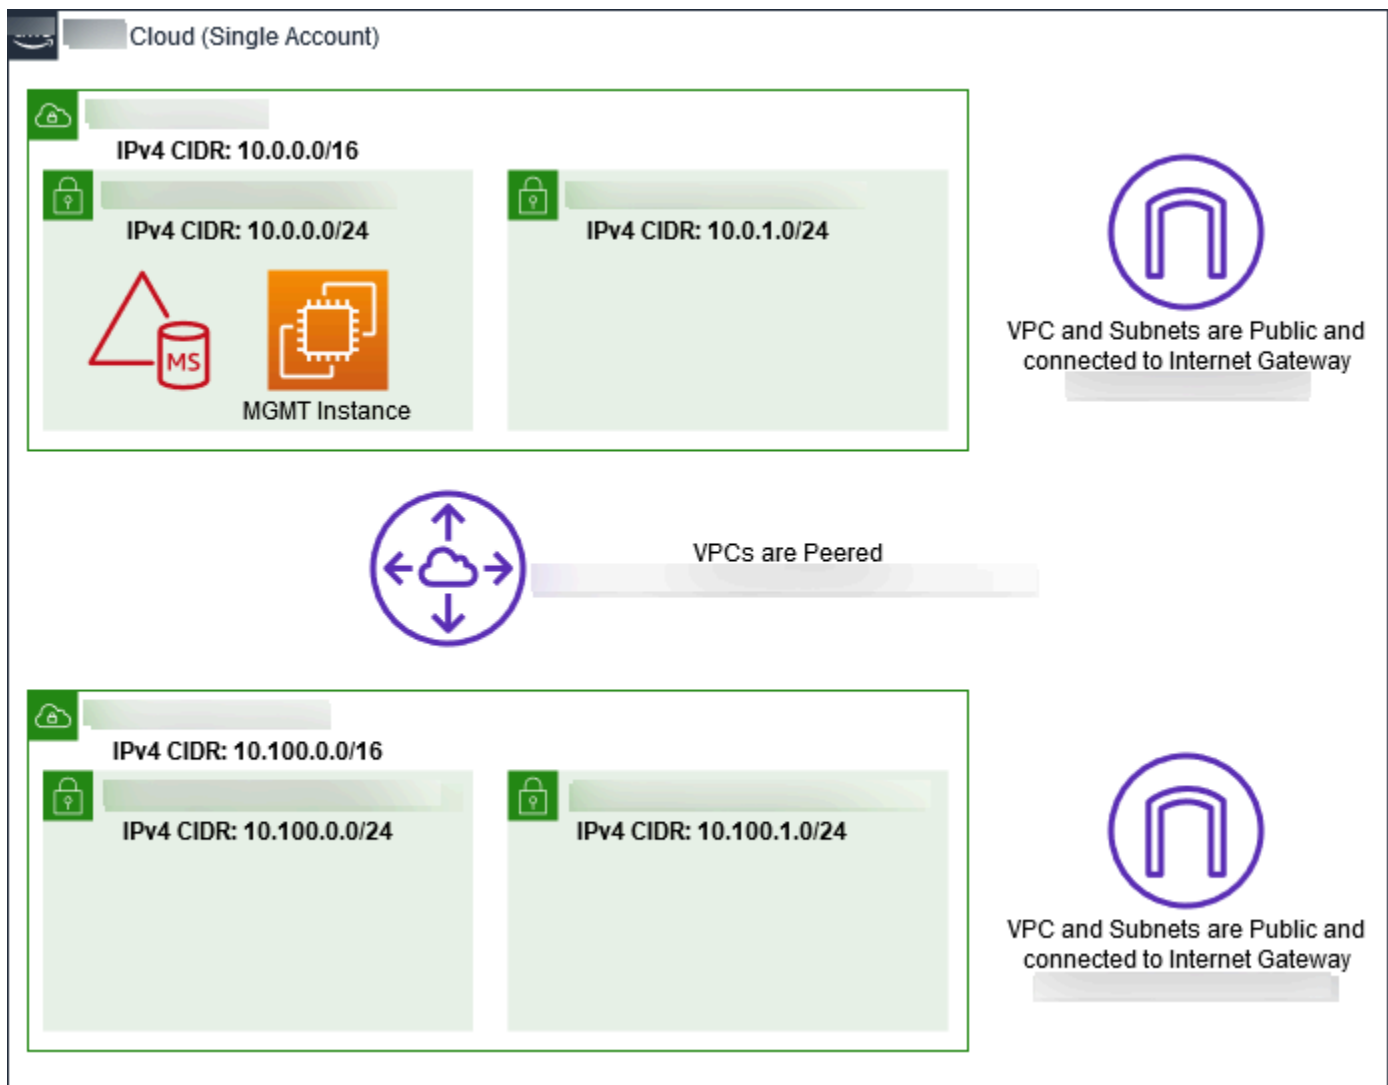 Cloud (Single Account)
IPv4 CIDR: 10.0.0.0/16
IPv4 CIDR: 10.0.0.0/24
IPv4 CIDR: 10.0.1.0/24
MS
MGMT Instance
VPC and Subnets are Public and
connected to Internet Gateway
VPCs are Peered
IPv4 CIDR: 10.100.0.0/16
IPv4 CIDR: 10.100.0.0/24
IPv4 CIDR: 10.100.1.0/24
VPC and Subnets are Public and
connected to Internet Gateway